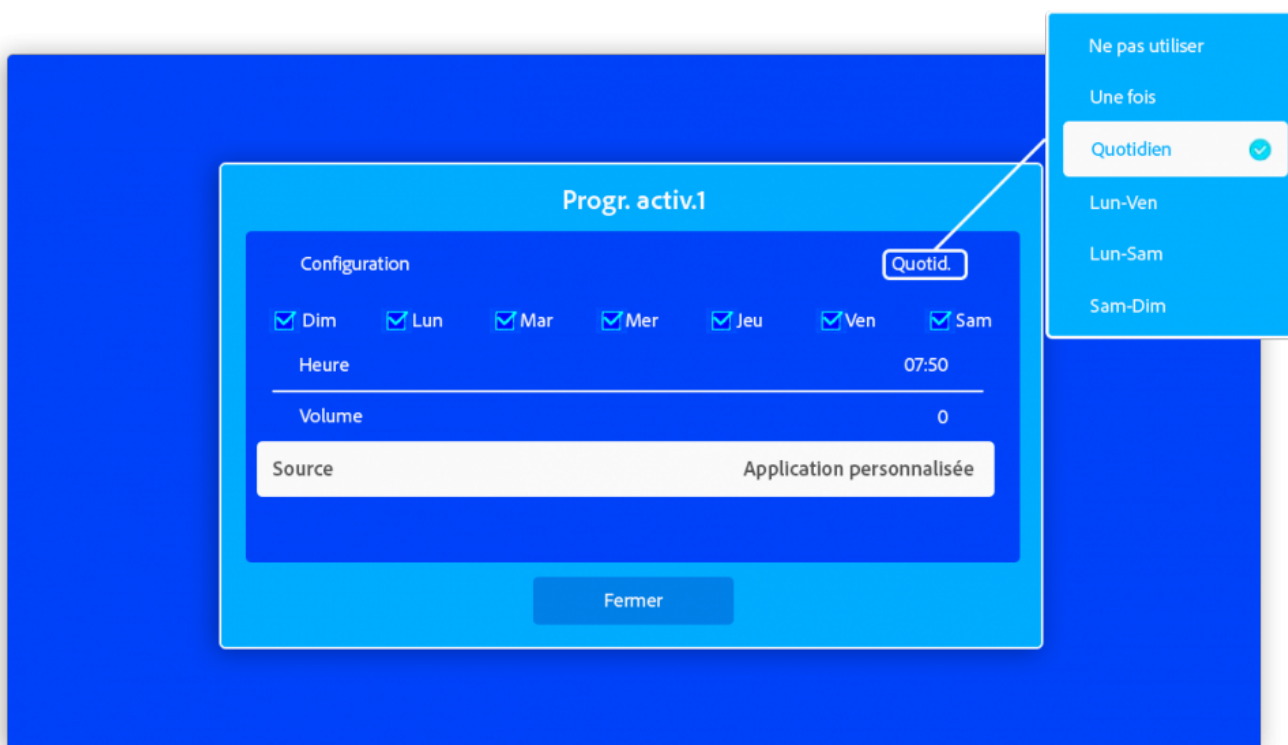 Progr. activ.1
Configuration Quotid.
Dim Lun Mar Mer Jeu Ven Sam
Heure 07:50
Volume 0
Source Application personnalisée
Fermer
Ne pas utiliser
Une fois
Quotidien
Lun-Ven
Lun-Sam
Sam-Dim